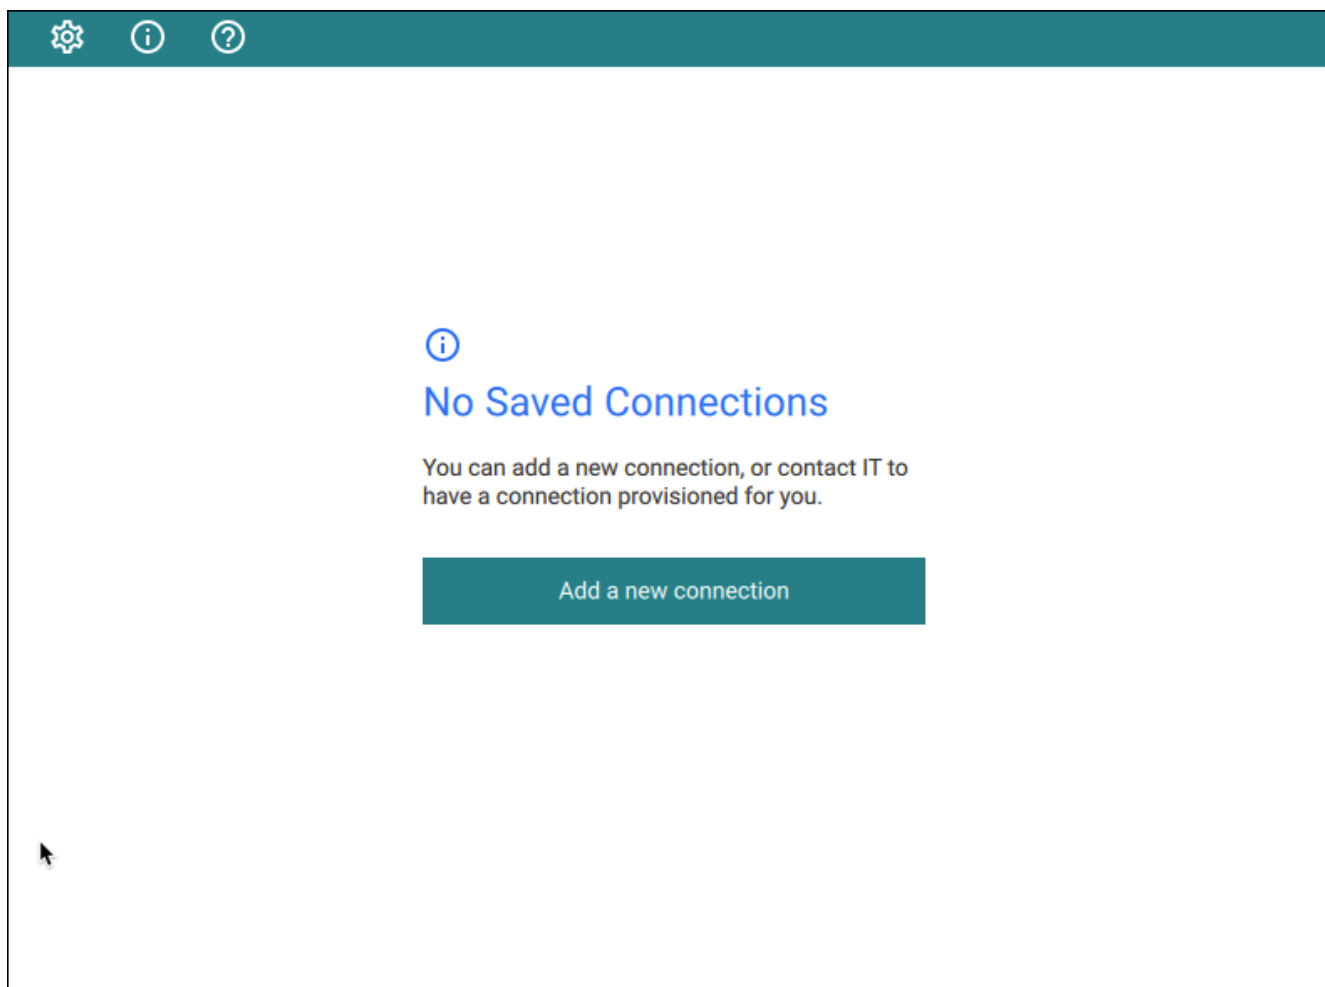 No Saved Connections
You can add a new connection, or contact IT to
have a connection provisioned for you.
Add a new connection